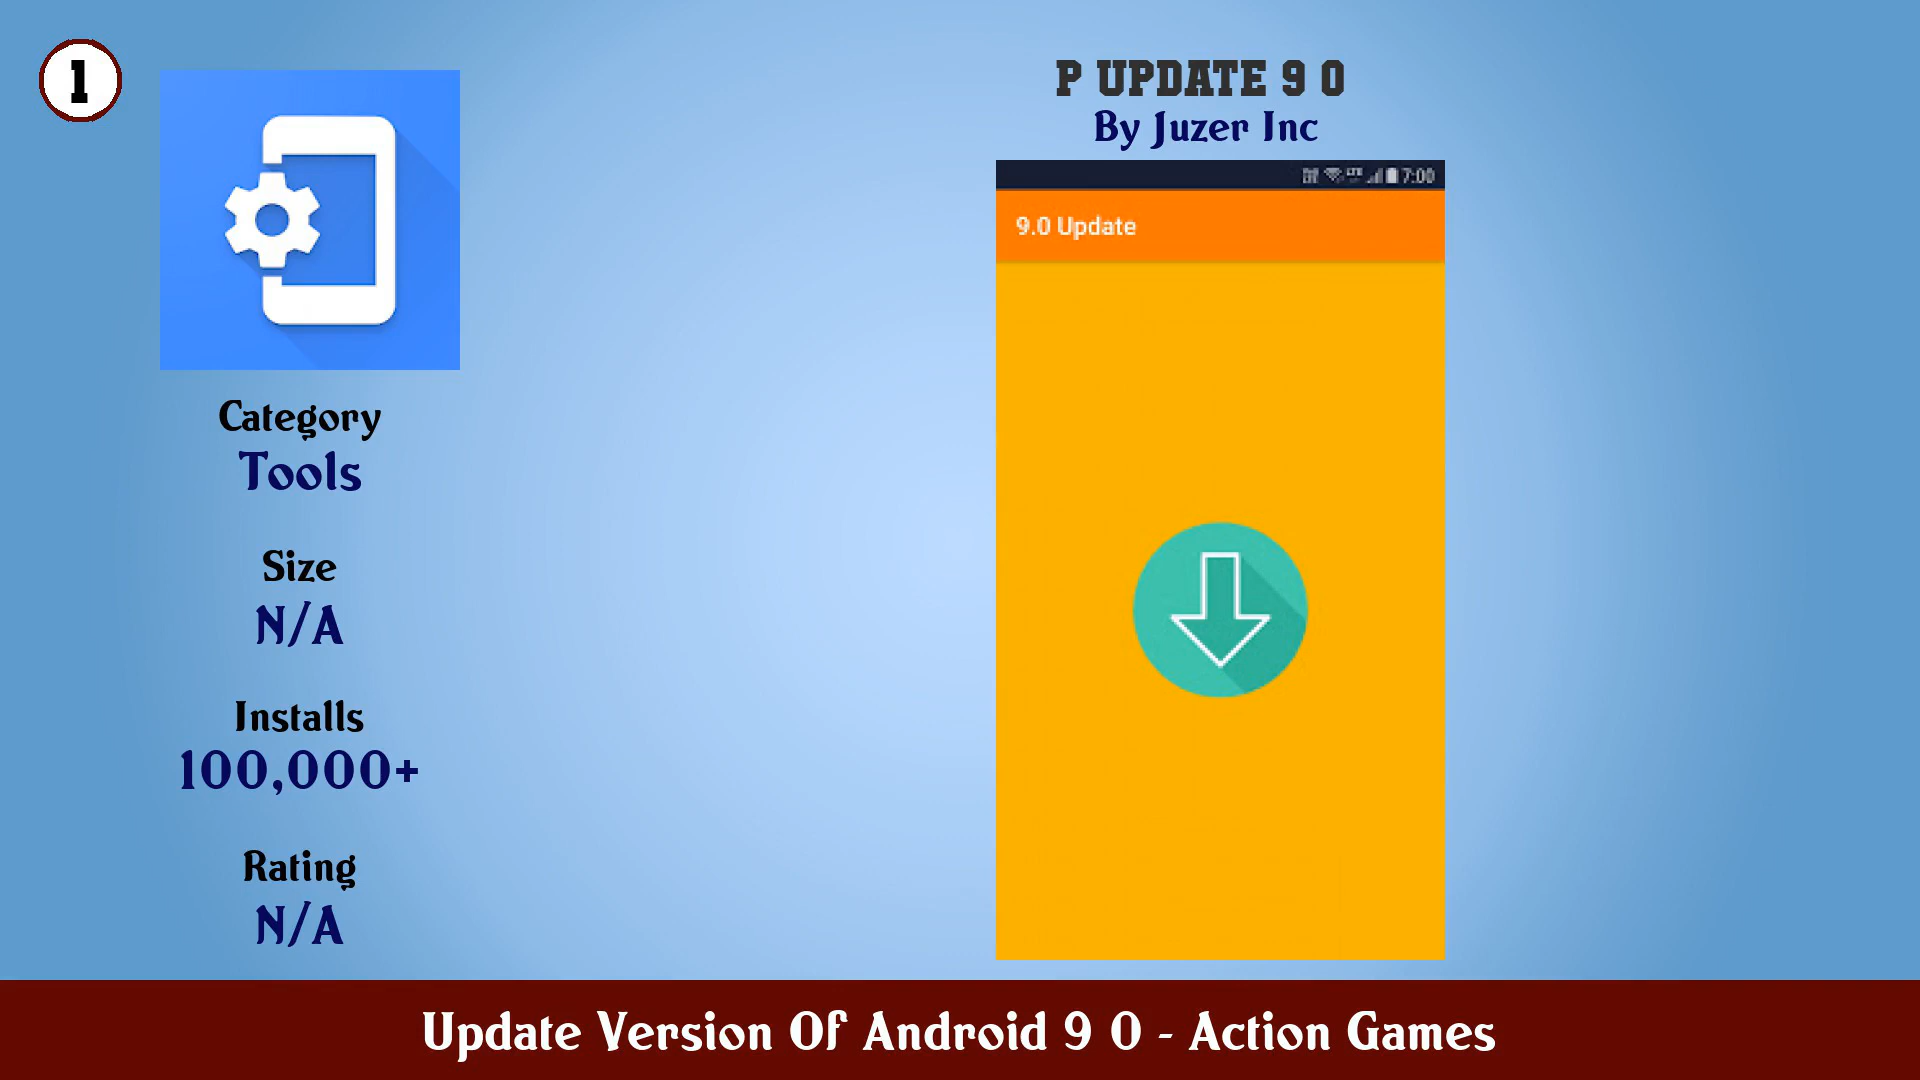 1
P UPDATE 9 0
By Juzer Inc
7:00
9.0 Update
Category
Tools
Size
N/A
Installs
100,000+
Rating
N/A
Update Version Of Android 9 0 - Action Games